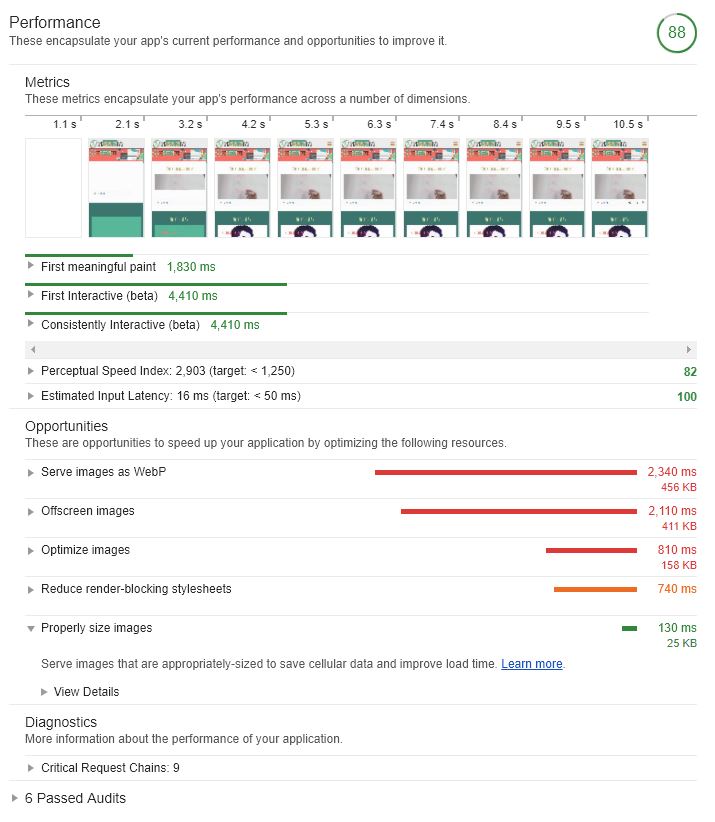 Performance
These encapsulate your app's current performance and opportunities to improve it.
88
Metrics
These metrics encapsulate your app's performance across a number of dimensions.
1.1 s 2.1 s 3.2 s 4.2 s 5.3 s 6.3 s 7.4 s 8.4 s 9.5 s 10.5 s
First meaningful paint 1,830 ms
First Interactive (beta) 4,410 ms
Consistently Interactive (beta) 4,410 ms
Perceptual Speed Index: 2,903 (target: < 1,250) 82
Estimated Input Latency: 16 ms (target: < 50 ms) 100
Opportunities
These are opportunities to speed up your application by optimizing the following resources.
Serve images as WebP 2,340 ms
456 KB
Offscreen images 2,110 ms
411 KB
Optimize images 810 ms
158 KB
Reduce render-blocking stylesheets 740 ms
Properly size images 130 ms
25 KB
Serve images that are appropriately-sized to save cellular data and improve load time. Learn more.
View Details
Diagnostics
More information about the performance of your application.
Critical Request Chains: 9
6 Passed Audits